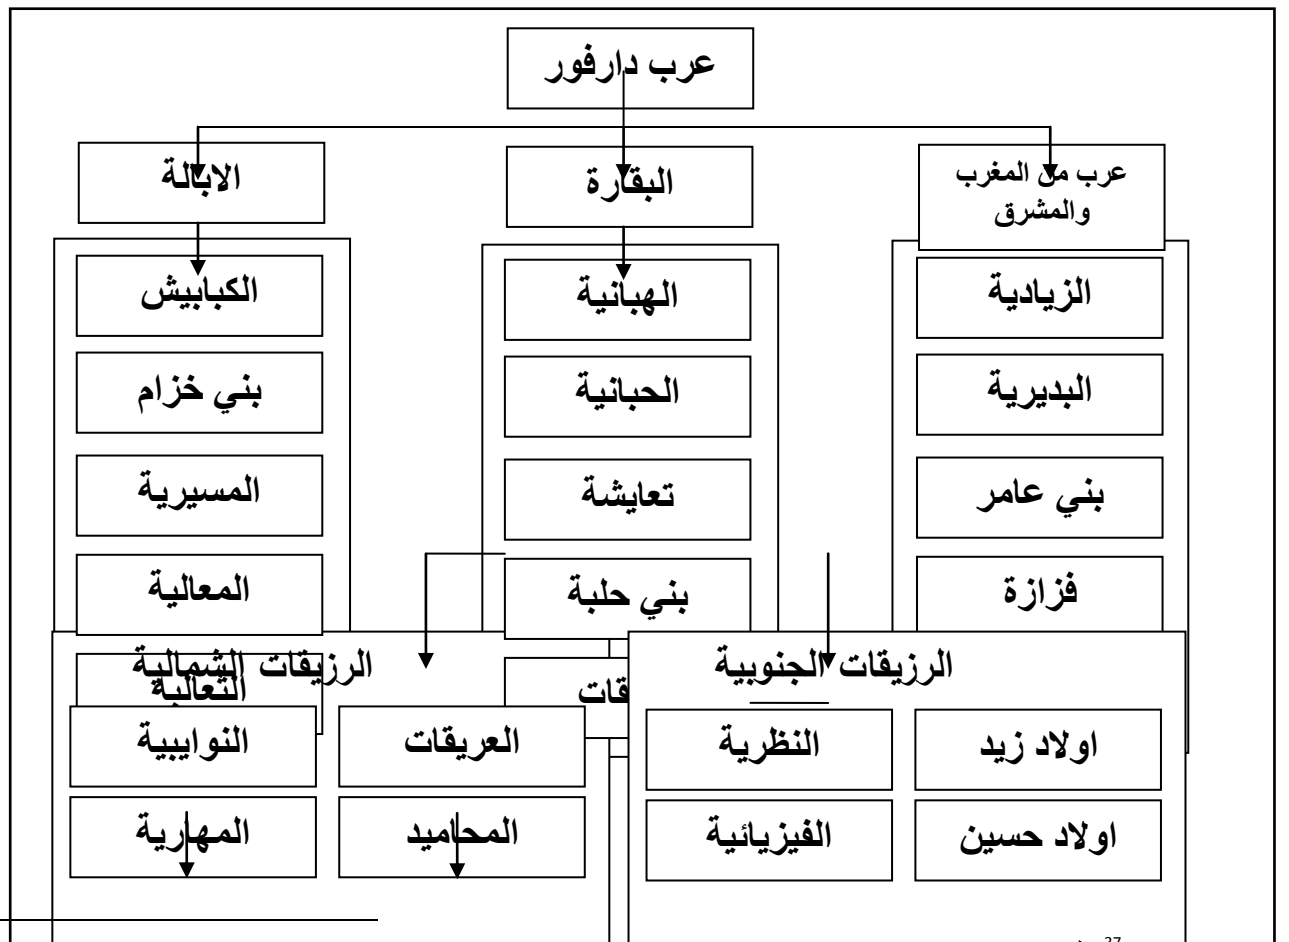 عرب دارفور
عرب من المغرب
والمشرق
البقارة
الابالة
الزيادية
البديرية
بني عامر
فزازة
الهبانية
الحبانية
تعايشة
بني حلبة
الكبابيش
بني خزام
المسيرية
المعالية
الرزيقات الجنوبية
اولاد زيد
النظرية
اولاد حسين
الفيزيائية
الرزيقات الشمالية
العريقات
النوايبية
المحاميد
المهارية
37